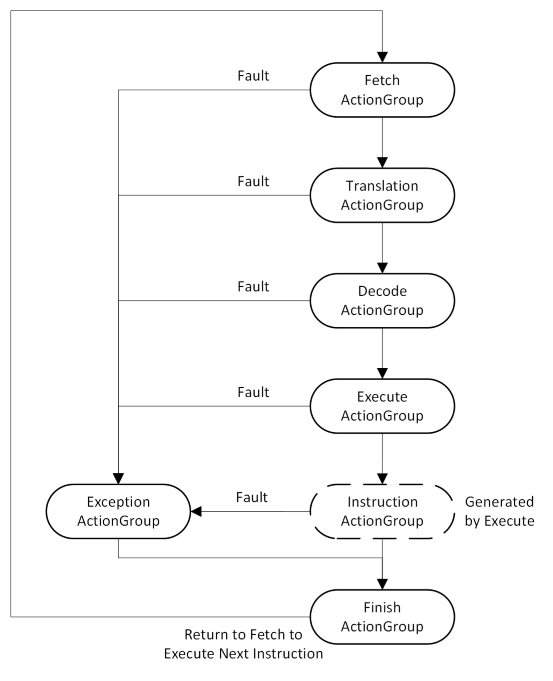 Fault
Fetch
ActionGroup
Fault
Translation
ActionGroup
Fault
Decode
ActionGroup
Fault
Execute
ActionGroup
Exception
ActionGroup
Fault
Instruction
ActionGroup
Generated
by Execute
Finish
ActionGroup
Return to Fetch to
Execute Next Instruction